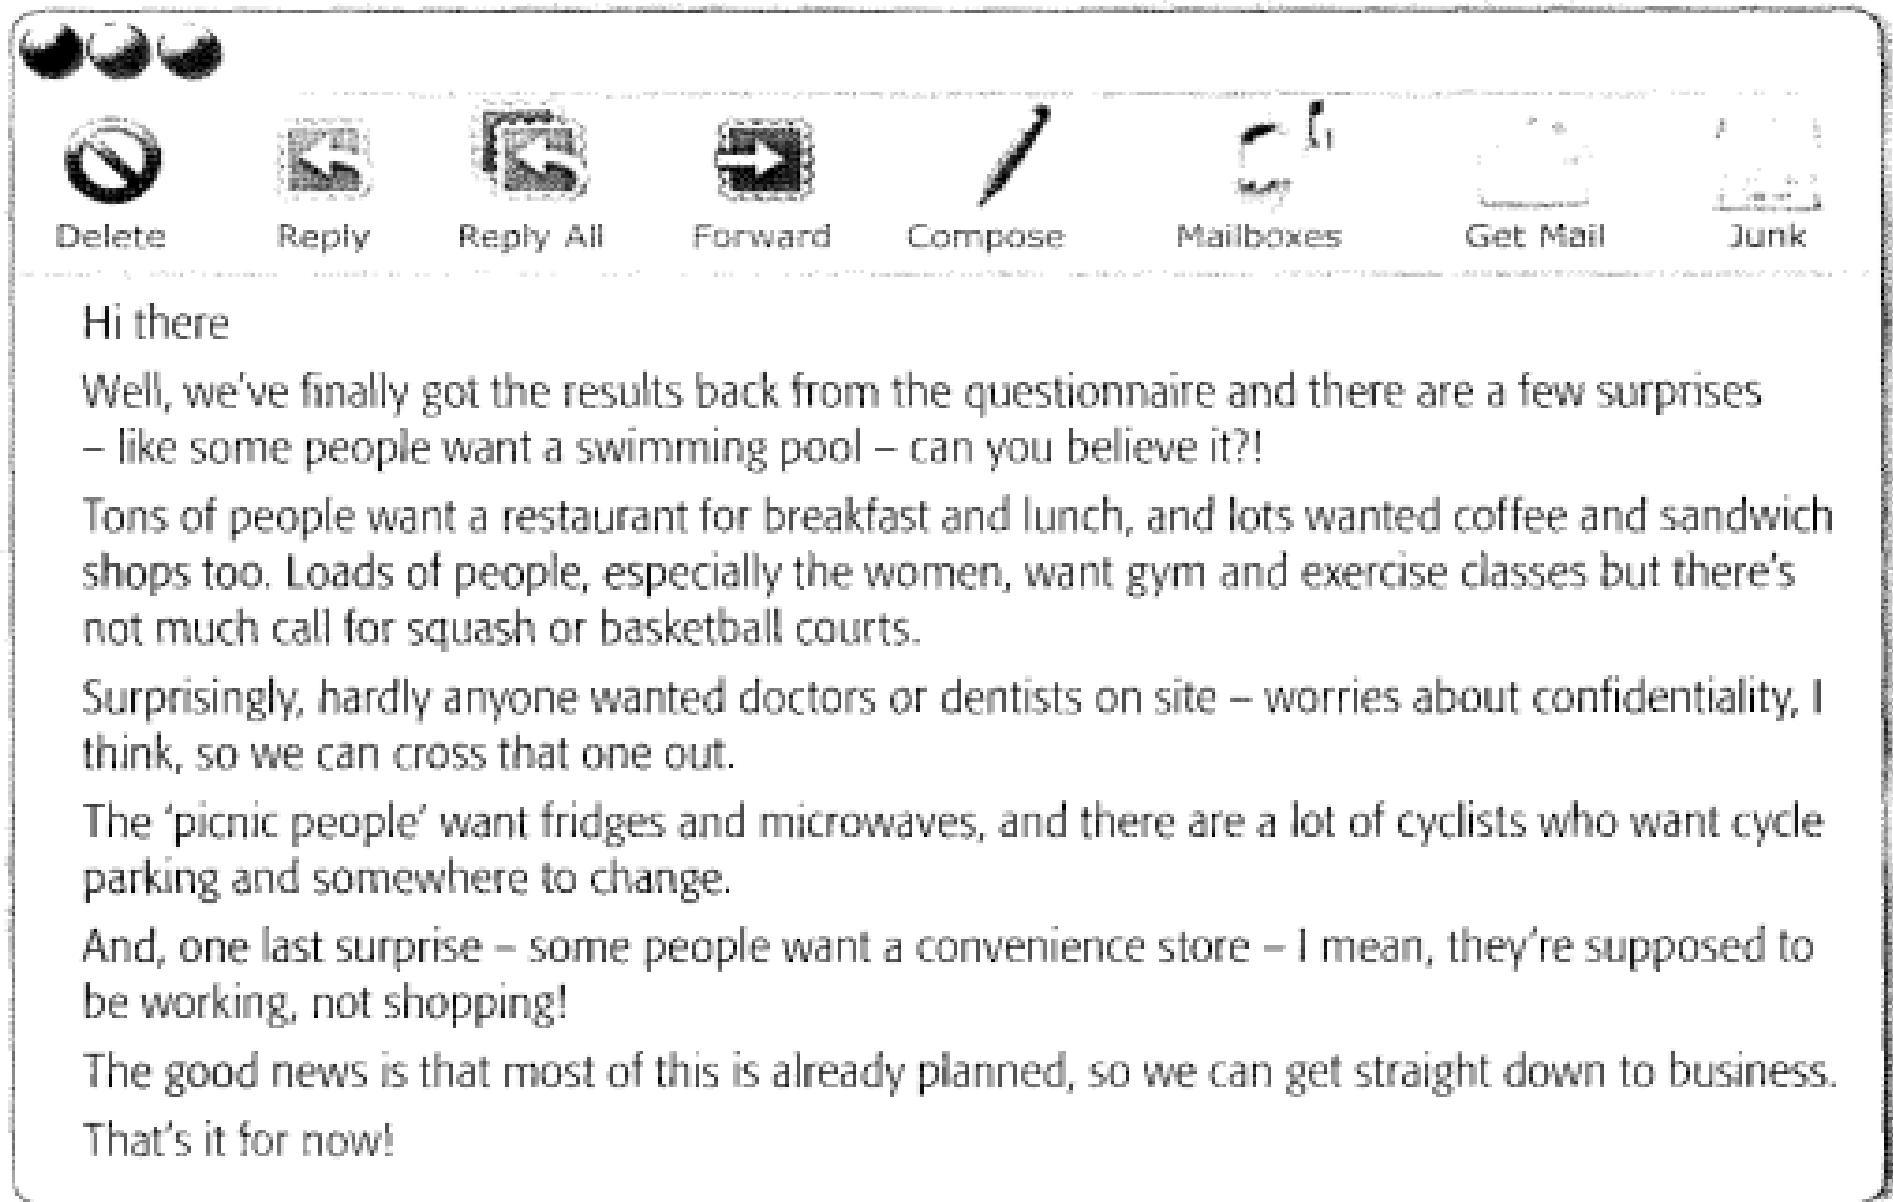 Delete Reply Reply All Forward Compose Mailboxes Get Mail Junk
Hi there
Well, we've finally got the results back from the questionnaire and there are a few surprises
– like some people want a swimming pool – can you believe it?!
Tons of people want a restaurant for breakfast and lunch, and lots wanted coffee and sandwich
shops too. Loads of people, especially the women, want gym and exercise classes but there's
not much call for squash or basketball courts.
Surprisingly, hardly anyone wanted doctors or dentists on site – worries about confidentiality, I
think, so we can cross that one out.
The 'picnic people' want fridges and microwaves, and there are a lot of cyclists who want cycle
parking and somewhere to change.
And, one last surprise – some people want a convenience store – I mean, they're supposed to
be working, not shopping!
The good news is that most of this is already planned, so we can get straight down to business.
That's it for now!